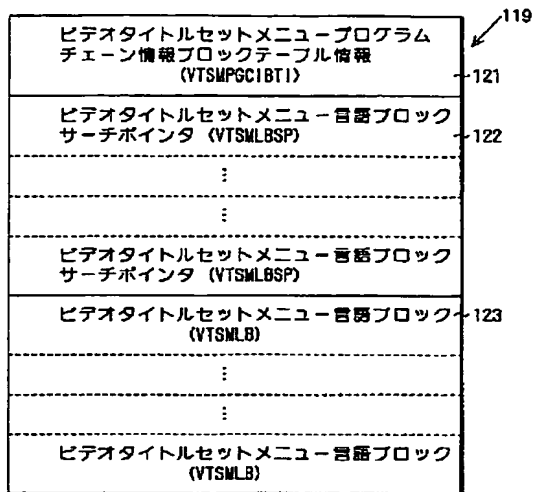 119
ビデオタイトルセットメニュープログラム
チェーン情報ブロックテーブル情報
(VTSMPGCIBTI)
121
ビデオタイトルセットメニュー言語ブロック
サーチポインタ (VTSMLBSP)
122
⋮
⋮
ビデオタイトルセットメニュー言語ブロック
サーチポインタ (VTSMLBSP)
ビデオタイトルセットメニュー言語ブロック
(VTSMLB)
123
⋮
⋮
ビデオタイトルセットメニュー言語ブロック
(VTSMLB)